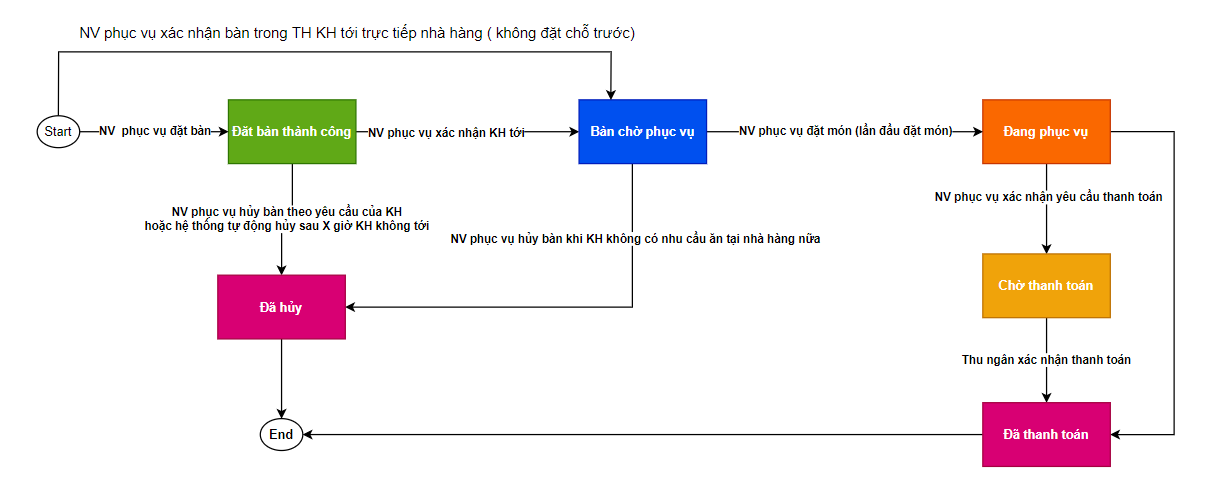 NV phục vụ xác nhận bàn trong TH KH tới trực tiếp nhà hàng ( không đặt chỗ trước)
Start
NV phục vụ đặt bàn
Đăt bàn thành công
NV phục vụ xác nhận KH tới
Bàn chờ phục vụ
NV phục vụ đặt món (lần đầu đặt món)
Đang phục vụ
NV phục vụ xác nhận yêu cầu thanh toán
NV phục vụ hủy bàn theo yêu cầu của KH
hoặc hệ thống tự động hủy sau X giờ KH không tới
NV phục vụ hủy bàn khi KH không có nhu cầu ăn tại nhà hàng nữa
Đã hủy
Chờ thanh toán
Thu ngân xác nhận thanh toán
End
Đã thanh toán